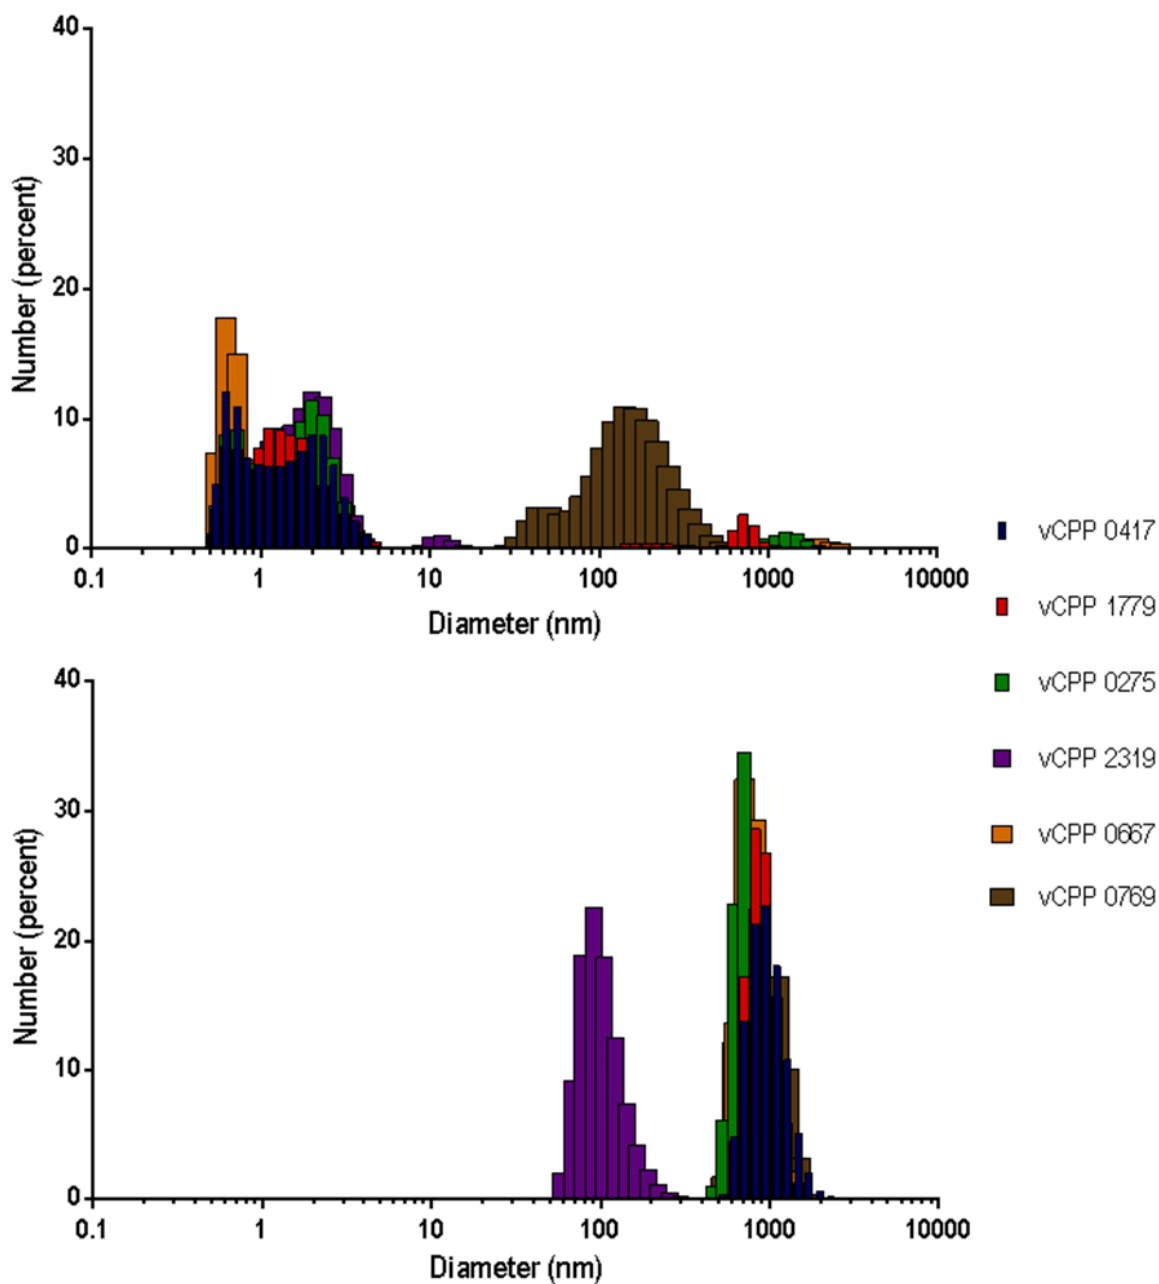 40
30
20
10
0
Number (percent)
0.1 1 10 100 1000 10000
Diameter (nm)
vCPP 0417
vCPP 1779
vCPP 0275
vCPP 2319
vCPP 0667
vCPP 0769
40
30
20
10
0
Number (percent)
0.1 1 10 100 1000 10000
Diameter (nm)